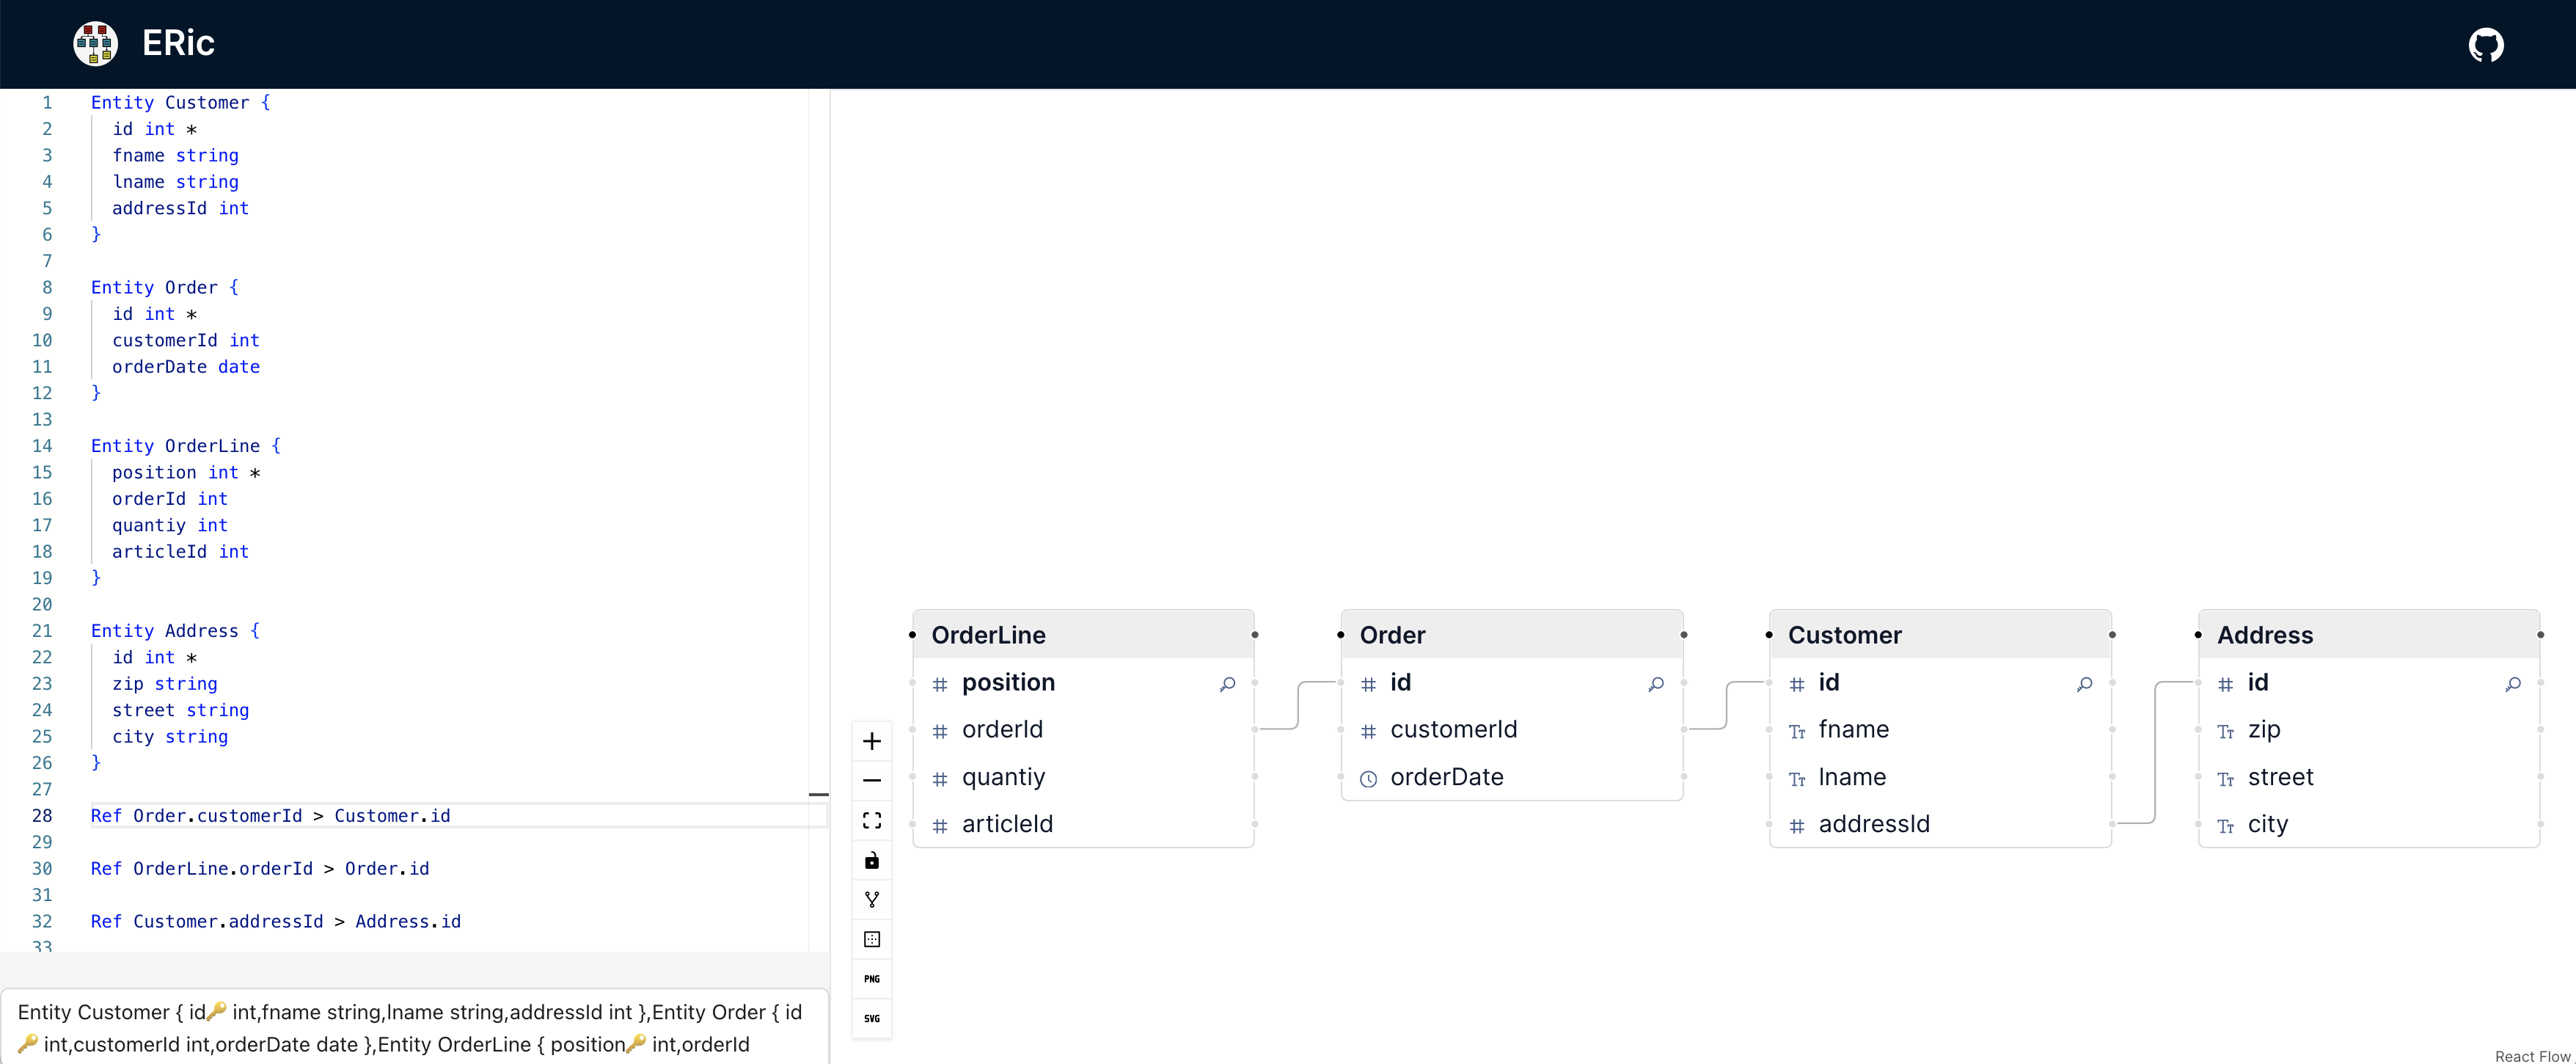 ERic
1 Entity Customer {
2 id int *
3 fname string
4 lname string
5 addressId int
6 }
7
8 Entity Order {
9 id int *
10 customerId int
11 orderDate date
12 }
13
14 Entity OrderLine {
15 position int *
16 orderId int
17 quantiy int
18 articleId int
19 }
20
21 Entity Address {
22 id int *
23 zip string
24 street string
25 city string
26 }
27
28 Ref Order.customerId > Customer.id
29
30 Ref OrderLine.orderId > Order.id
31
32 Ref Customer.addressId > Address.id
33
Entity Customer { id🔑 int,fname string,lname string,addressId int },Entity Order { id
🔑 int,customerId int,orderDate date },Entity OrderLine { position🔑 int,orderId
PNG
SVG
OrderLine
# position
# orderId
# quantiy
# articleId
Order
# id
# customerId
orderDate
Customer
# id
Tт fname
Tт lname
# addressId
Address
# id
Tт zip
Tт street
Tт city
React Flow